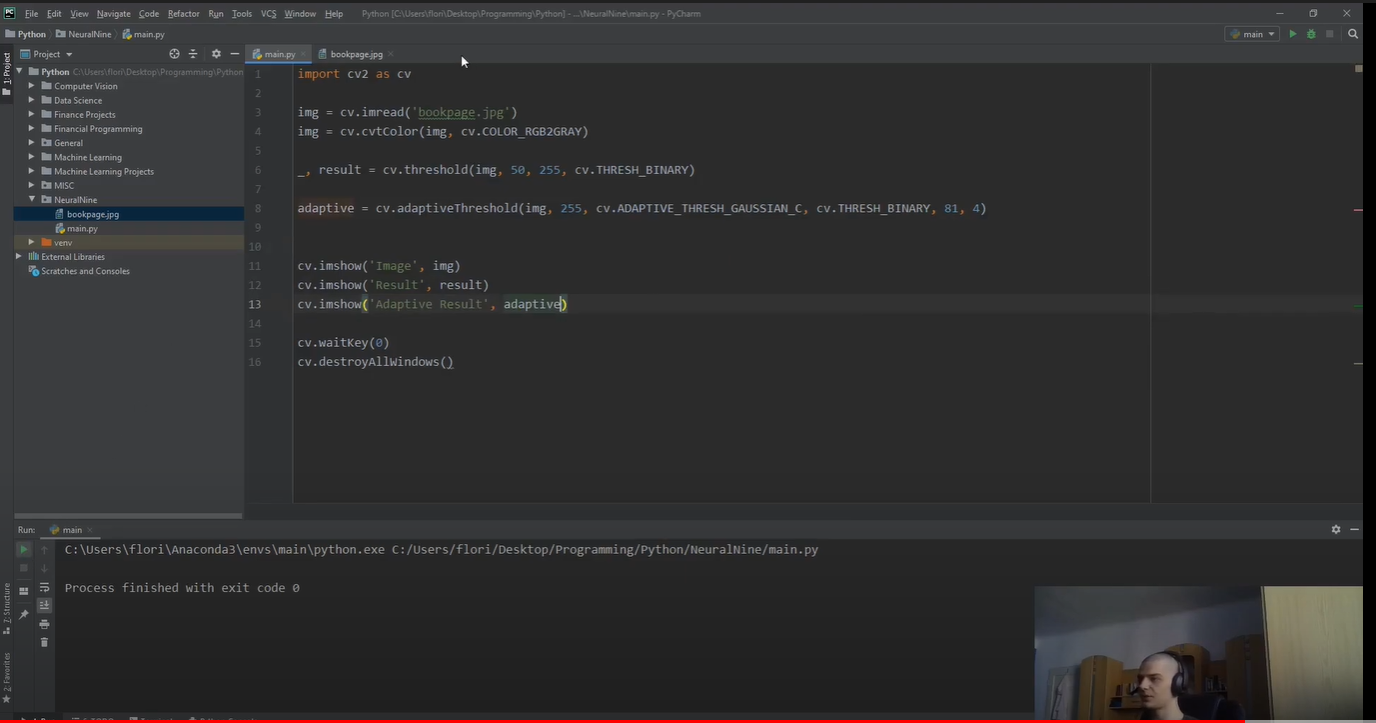 PC File Edit View Navigate Code Refactor Run Tools VCS Window Help Python [C:\Users\flori\Desktop\Programming\Python] - ...\NeuralNine\main.py - PyCharm
Python NeuralNine main.py main
1: Project
Project main.py bookpage.jpg
Python C:\Users\flori\Desktop\Programming\Python
Computer Vision
Data Science
Finance Projects
Financial Programming
General
Machine Learning
Machine Learning Projects
MISC
NeuralNine
bookpage.jpg
main.py
venv
External Libraries
Scratches and Consoles
1 import cv2 as cv
2
3 img = cv.imread('bookpage.jpg')
4 img = cv.cvtColor(img, cv.COLOR_RGB2GRAY)
5
6 _, result = cv.threshold(img, 50, 255, cv.THRESH_BINARY)
7
8 adaptive = cv.adaptiveThreshold(img, 255, cv.ADAPTIVE_THRESH_GAUSSIAN_C, cv.THRESH_BINARY, 81, 4)
9
10
11 cv.imshow('Image', img)
12 cv.imshow('Result', result)
13 cv.imshow('Adaptive Result', adaptive)
14
15 cv.waitKey(0)
16 cv.destroyAllWindows()
Run: main
C:\Users\flori\Anaconda3\envs\main\python.exe C:/Users/flori/Desktop/Programming/Python/NeuralNine/main.py
Process finished with exit code 0
7: Structure
2: Favorites